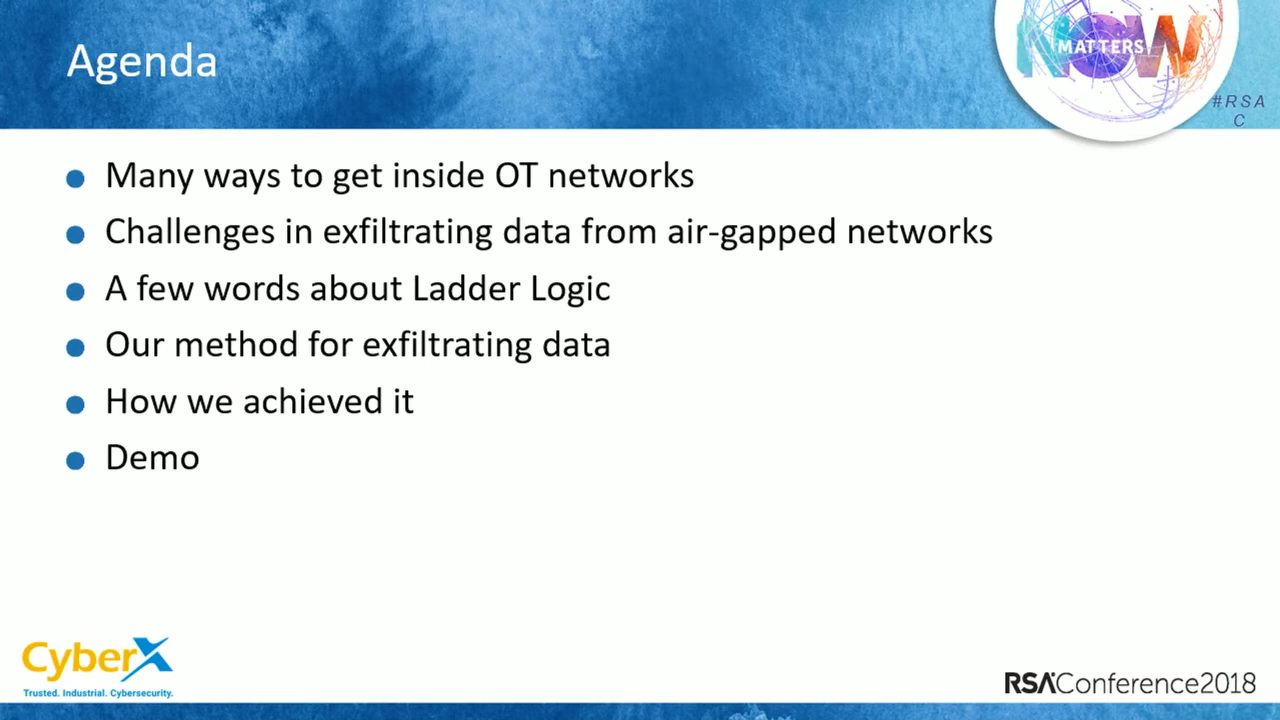 Agenda
NOW
MATTERS
#RSA
C
Many ways to get inside OT networks
Challenges in exfiltrating data from air-gapped networks
A few words about Ladder Logic
Our method for exfiltrating data
How we achieved it
Demo
CyberX
Trusted. Industrial. Cybersecurity.
RSAConference2018